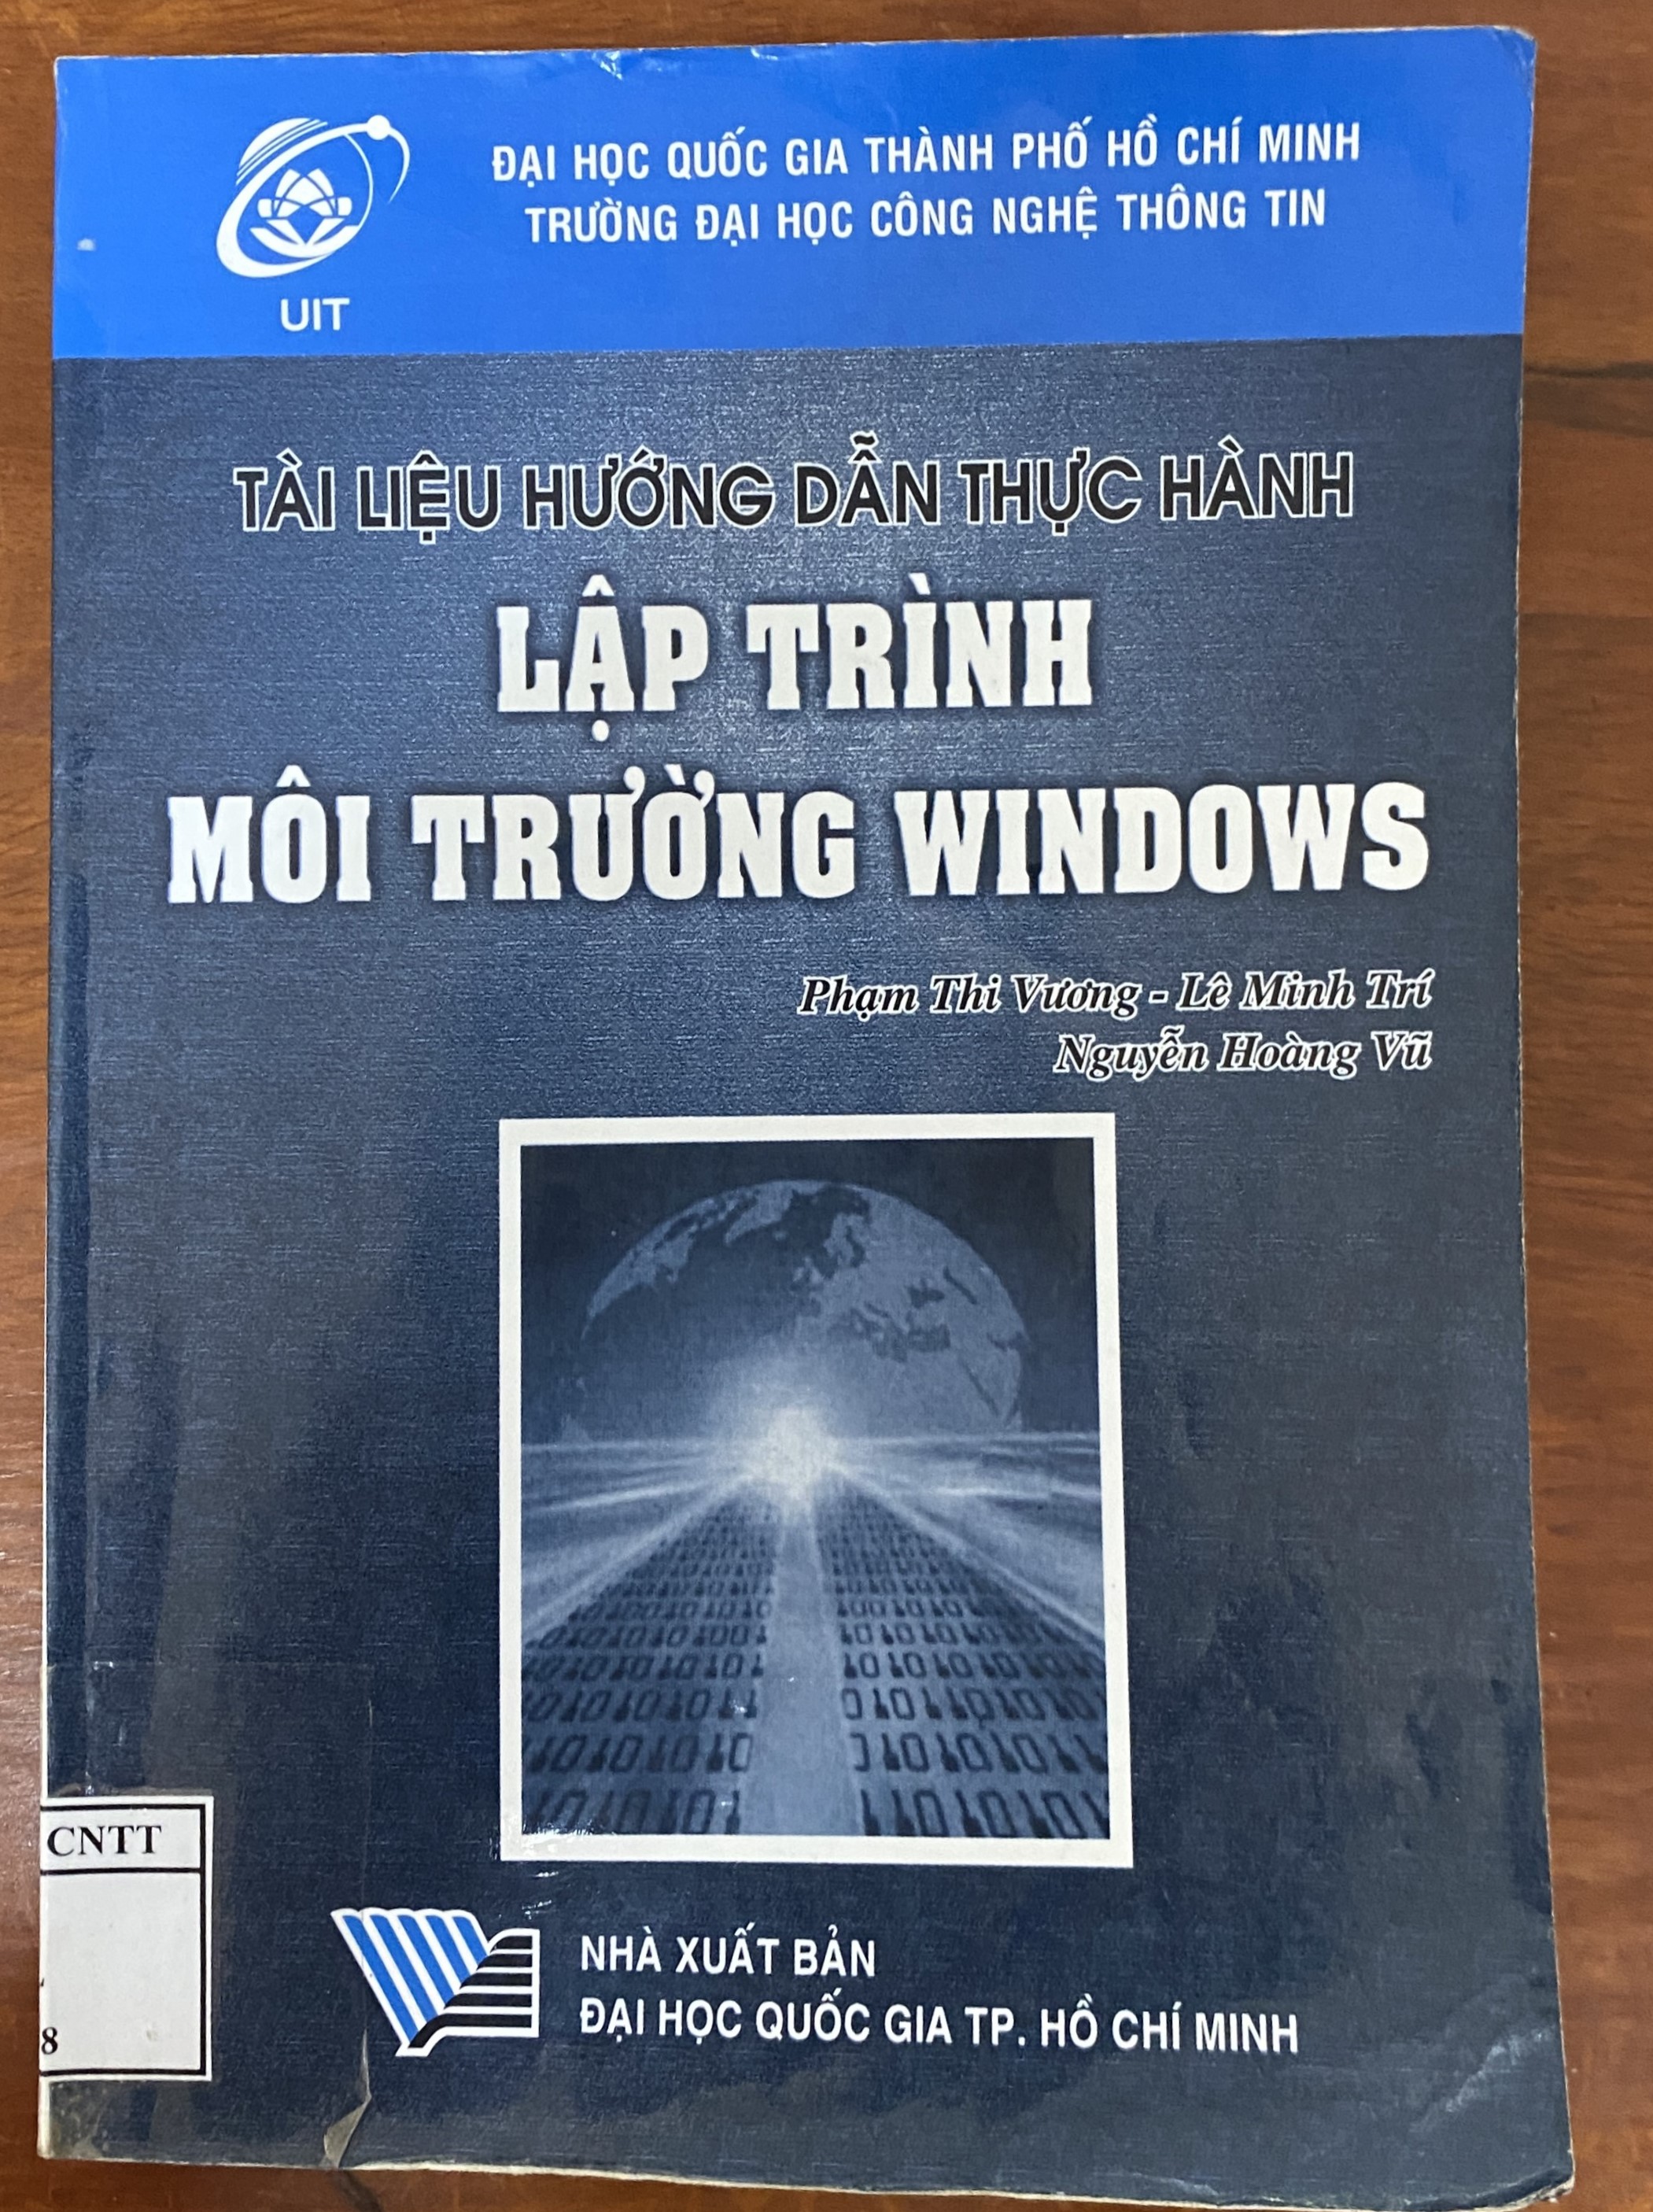 ĐẠI HỌC QUỐC GIA THÀNH PHỐ HỒ CHÍ MINH
TRƯỜNG ĐẠI HỌC CÔNG NGHỆ THÔNG TIN
UIT
TÀI LIỆU HƯỚNG DẪN THỰC HÀNH
LẬP TRÌNH
MÔI TRƯỜNG WINDOWS
Phạm Thi Vương - Lê Minh Trí
Nguyễn Hoàng Vũ
CNTT
8
NHÀ XUẤT BẢN
ĐẠI HỌC QUỐC GIA TP. HỒ CHÍ MINH